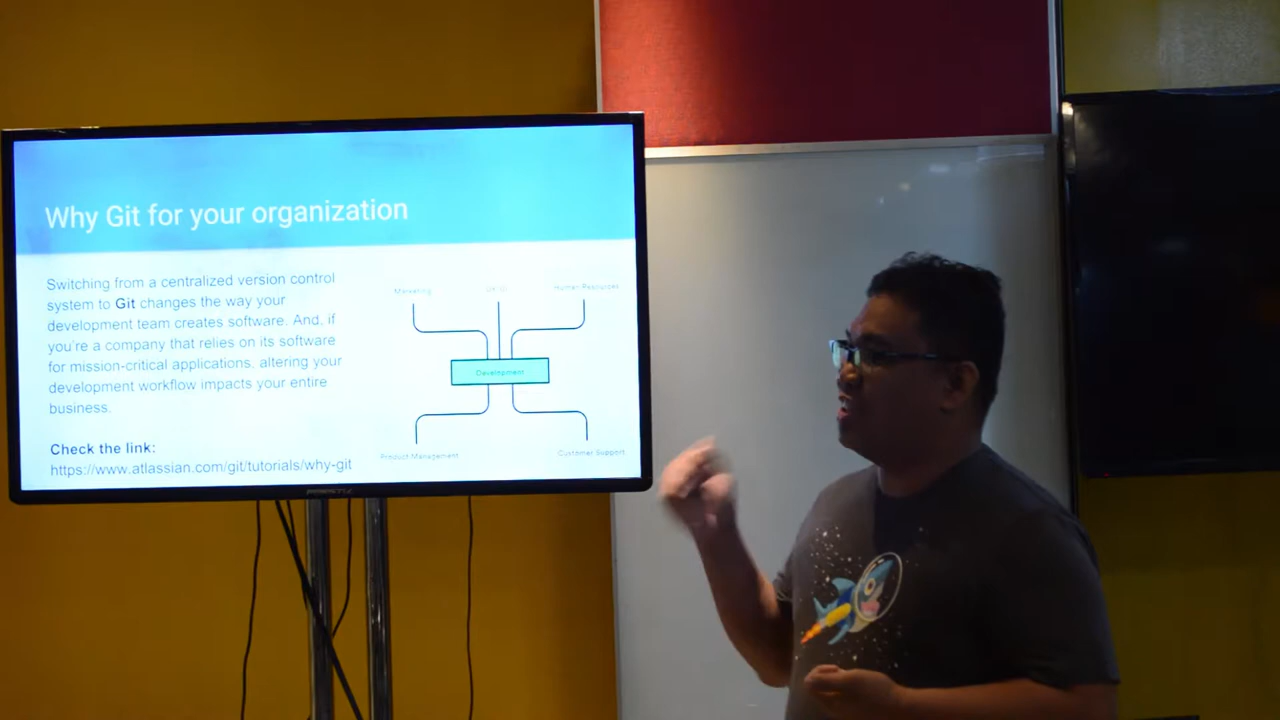 Why Git for your organization
Switching from a centralized version control
system to Git changes the way your
development team creates software. And, if
you're a company that relies on its software
for mission-critical applications, altering your
development workflow impacts your entire
business.
Check the link:
https://www.atlassian.com/git/tutorials/why-git
Marketing
Human Resources
Development
Product Management
Customer Support